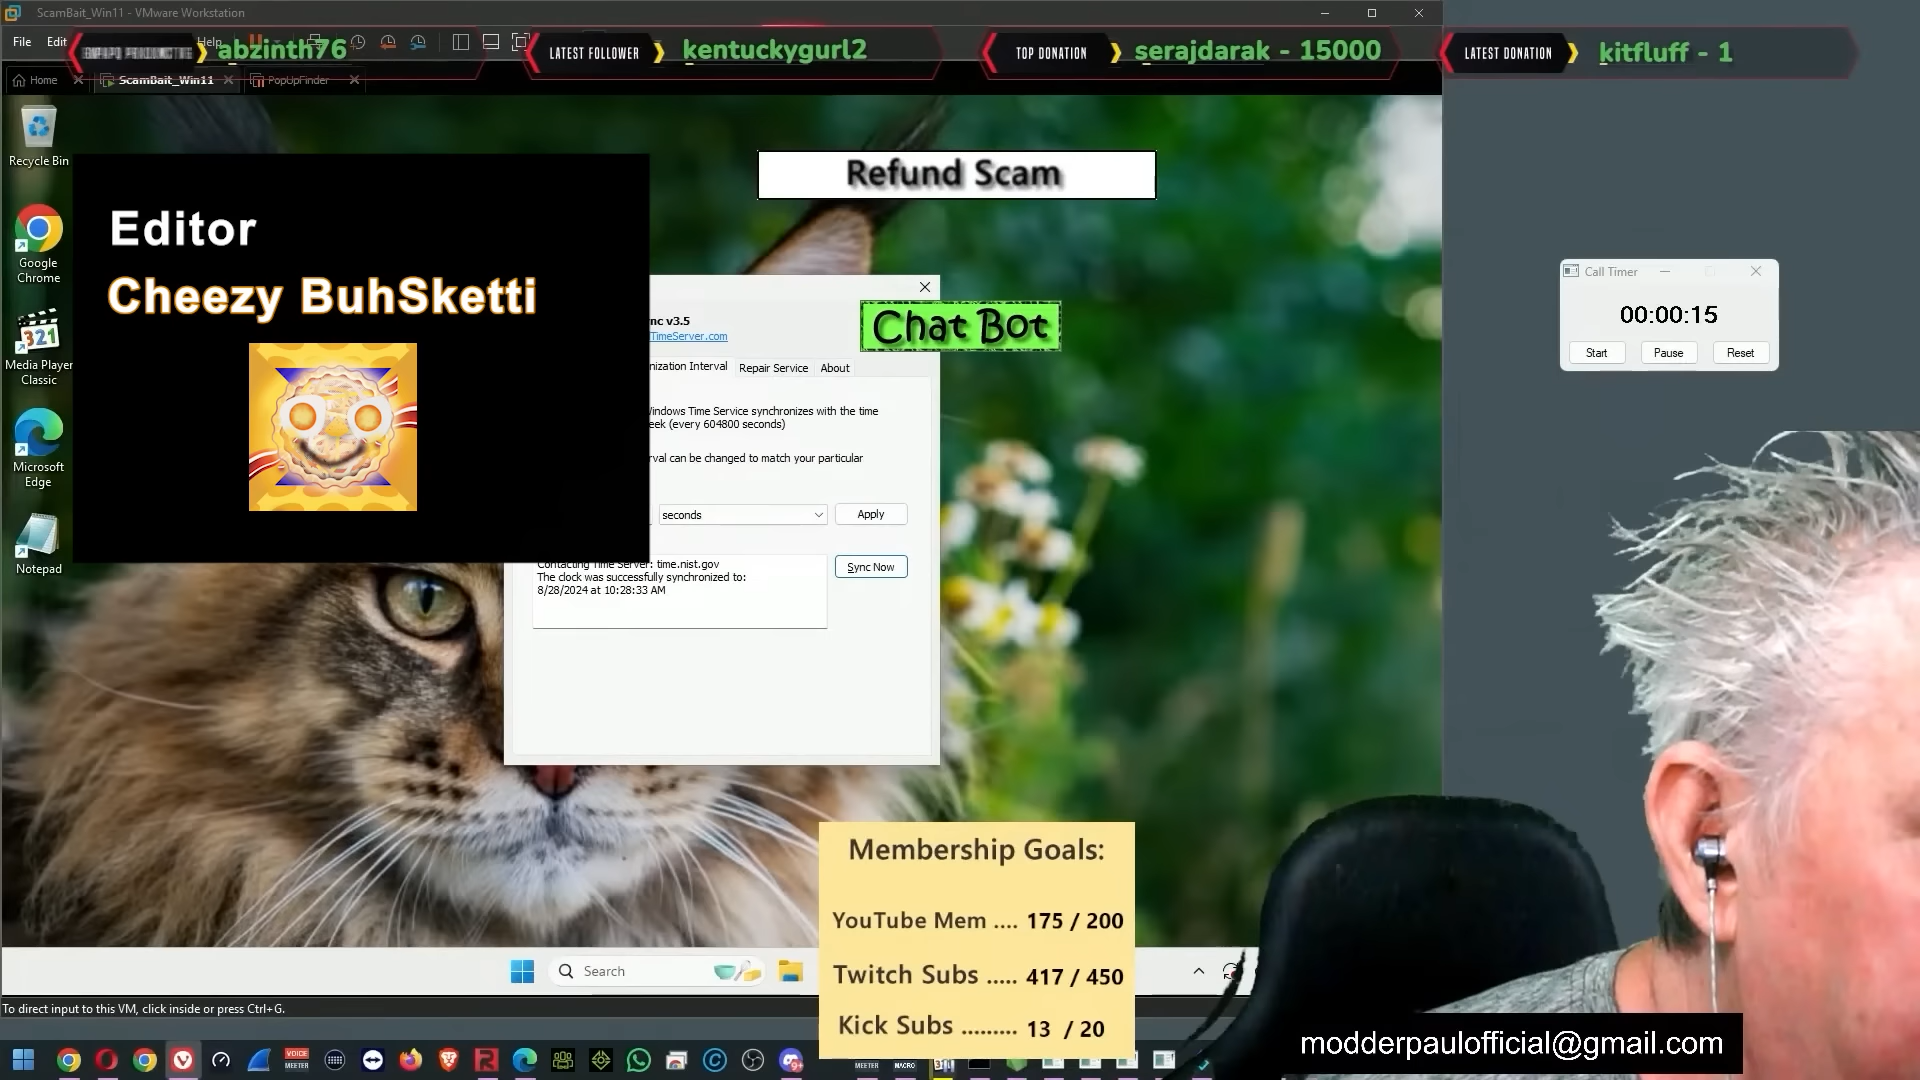 ScamBait_Win11 - VMware Workstation
File Edit Help
abzinth76
LATEST FOLLOWER kentuckygurl2
TOP DONATION serajdarak - 15000
LATEST DONATION kitfluff - 1
Home
ScamBait_Win11
PopUpFinder
Recycle Bin
Google
Chrome
321
Media Player
Classic
Microsoft
Edge
Notepad
Editor
Cheezy BuhSketti
Refund Scam
Chat Bot
nc v3.5
TimeServer.com
nization Interval
Repair Service
About
Windows Time Service synchronizes with the time
eek (every 604800 seconds)
rval can be changed to match your particular
seconds
Apply
Contacting Time Server: time.nist.gov
The clock was successfully synchronized to:
8/28/2024 at 10:28:33 AM
Sync Now
Call Timer
00:00:15
Start
Pause
Reset
Membership Goals:
YouTube Mem .... 175 / 200
Twitch Subs ..... 417 / 450
Kick Subs ......... 13 / 20
Search
To direct input to this VM, click inside or press Ctrl+G.
modderpaulofficial@gmail.com
VOICE
MEETER
MEETER
MACRO